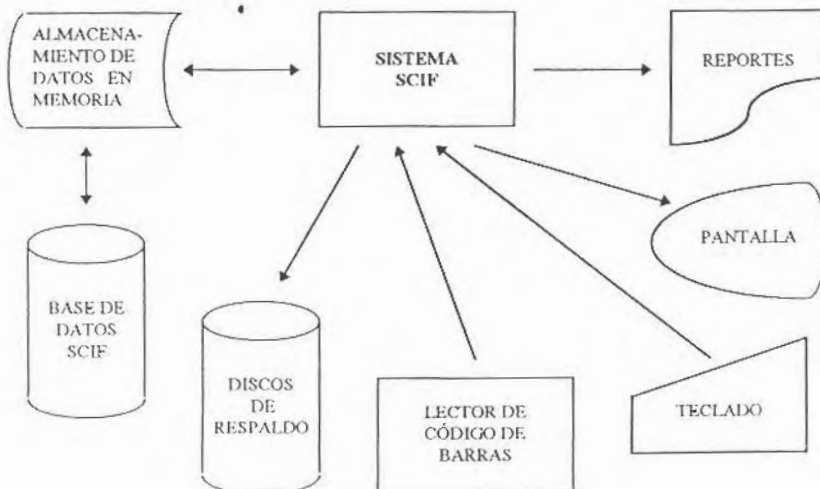 ALMACENA-
MIENTO DE
DATOS EN
MEMORIA
SISTEMA
SCIF
REPORTES
PANTALLA
BASE DE
DATOS
SCIF
DISCOS
DE
RESPALDO
LECTOR DE
CÓDIGO DE
BARRAS
TECLADO